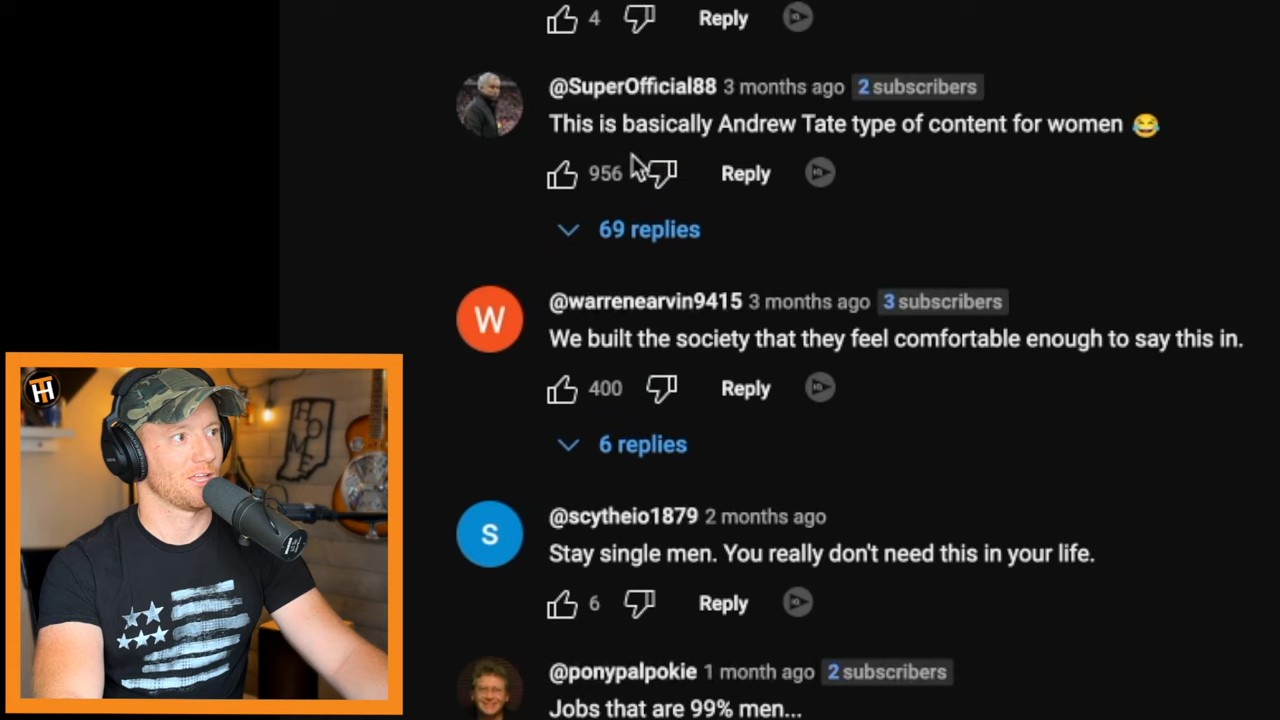 4 Reply
@SuperOfficial88 3 months ago 2 subscribers
This is basically Andrew Tate type of content for women 😂
956 Reply
69 replies
W
@warrenearvin9415 3 months ago 3 subscribers
We built the society that they feel comfortable enough to say this in.
400 Reply
6 replies
S
@scytheio1879 2 months ago
Stay single men. You really don't need this in your life.
6 Reply
@ponypalpokie 1 month ago 2 subscribers
Jobs that are 99% men...
HOME